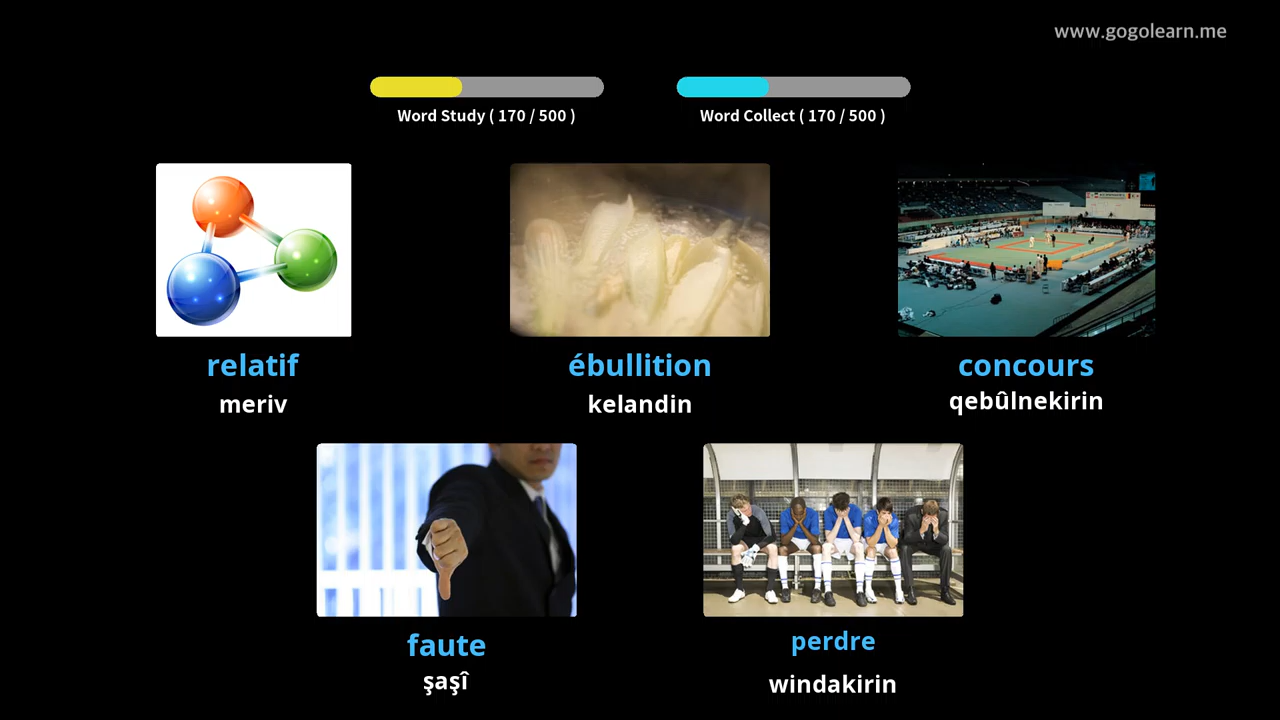 www.gogolearn.me
Word Study ( 170 / 500 )
Word Collect ( 170 / 500 )
relatif
meriv
ébullition
kelandin
concours
qebûlnekirin
faute
şaşî
perdre
windakirin